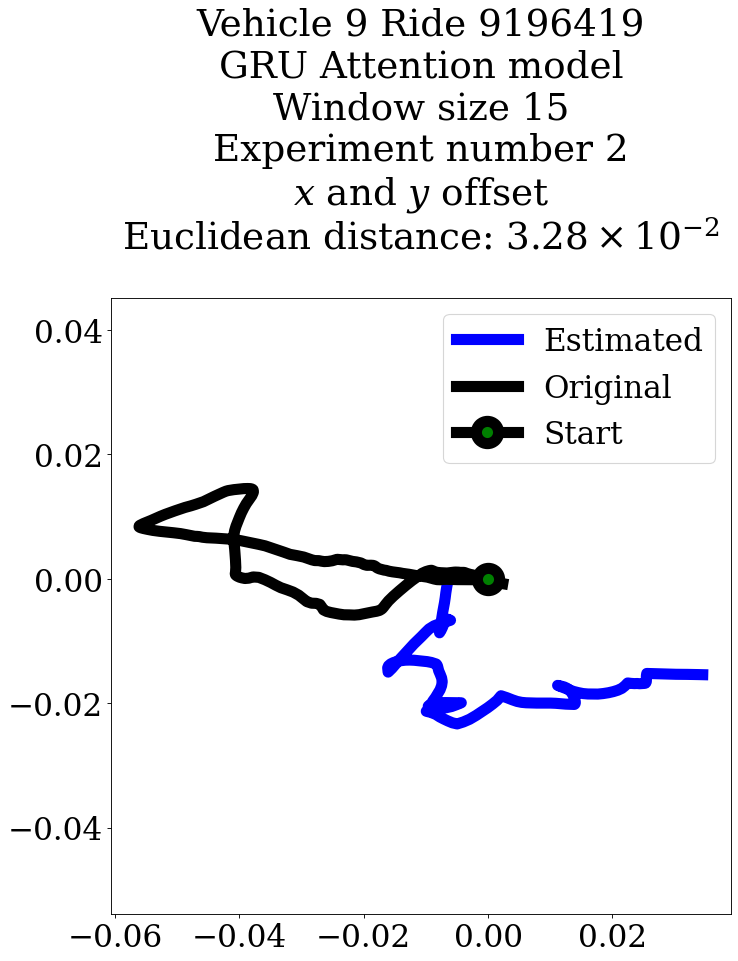 Vehicle 9 Ride 9196419
GRU Attention model
Window size 15
Experiment number 2
x and y offset
Euclidean distance: 3.28 × 10⁻²
Estimated
Original
Start
0.04
0.02
0.00
−0.02
−0.04
−0.06 −0.04 −0.02 0.00 0.02